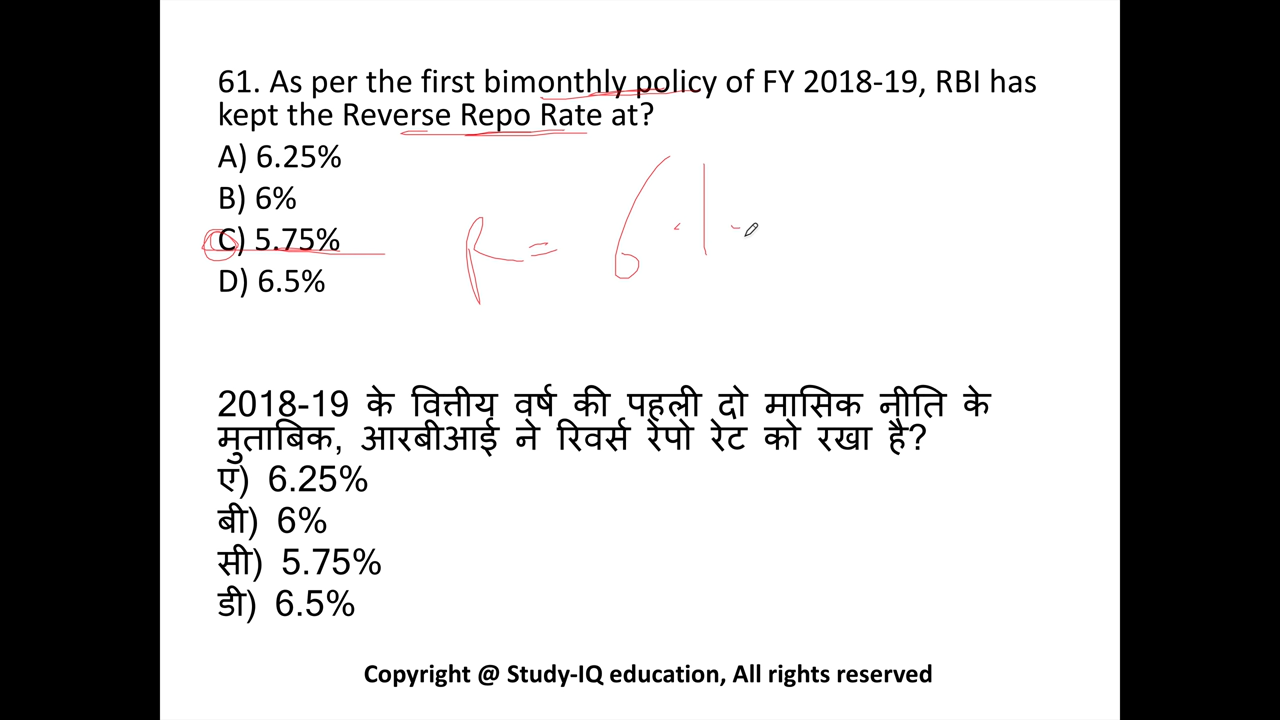 61. As per the first bimonthly policy of FY 2018-19, RBI has
kept the Reverse Repo Rate at?
A) 6.25%
B) 6%
C) 5.75%
D) 6.5%
R = 6.1
2018-19 के वित्तीय वर्ष की पहली दो मासिक नीति के
मुताबिक, आरबीआई ने रिवर्स रेपो रेट को रखा है?
ए) 6.25%
बी) 6%
सी) 5.75%
डी) 6.5%
Copyright @ Study-IQ education, All rights reserved